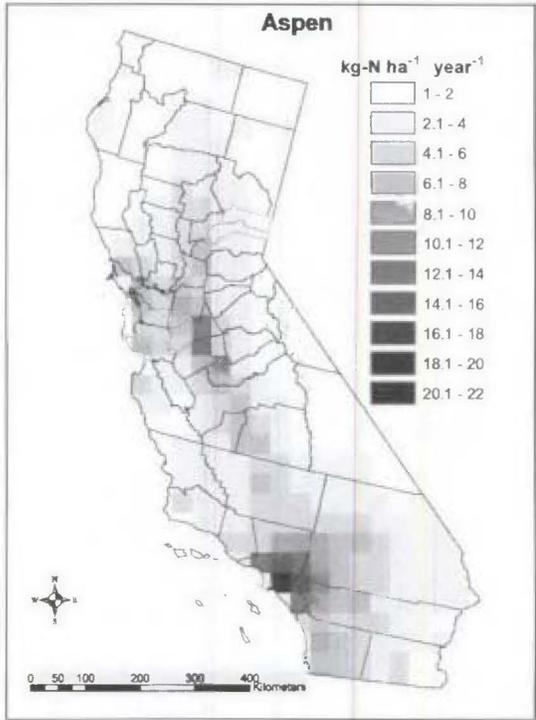 Aspen
kg-N ha⁻¹ year⁻¹
1 - 2
2.1 - 4
4.1 - 6
6.1 - 8
8.1 - 10
10.1 - 12
12.1 - 14
14.1 - 16
16.1 - 18
18.1 - 20
20.1 - 22
N
W E
S
0 50 100 200 300 400
Kilometers